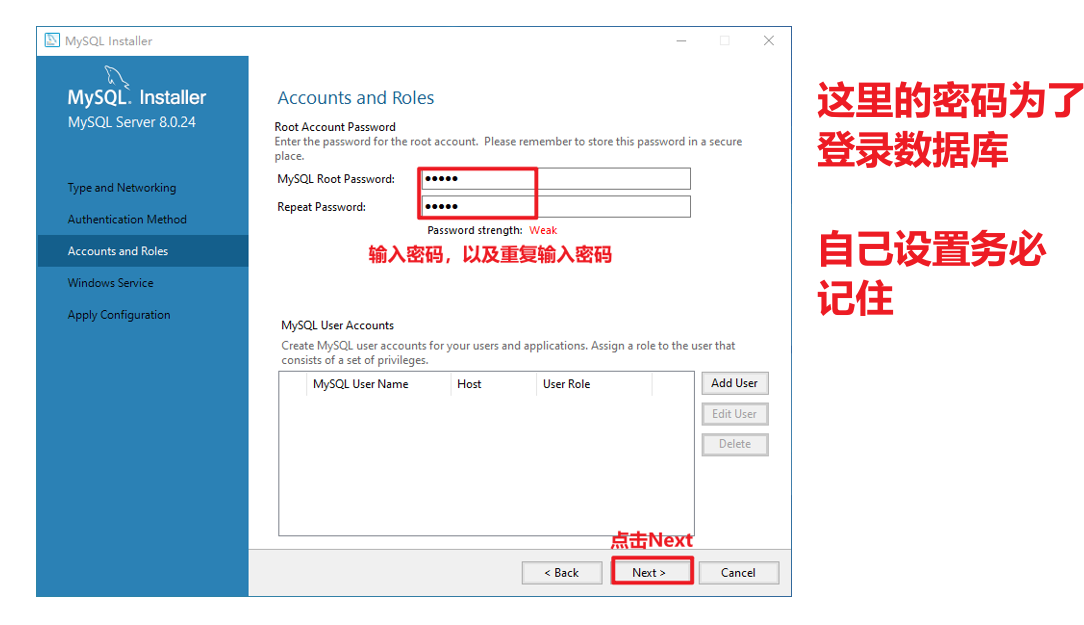 MySQL Installer
MySQL. Installer
MySQL Server 8.0.24
Type and Networking
Authentication Method
Accounts and Roles
Windows Service
Apply Configuration
Accounts and Roles
Root Account Password
Enter the password for the root account. Please remember to store this password in a secure
place.
MySQL Root Password:
•••••
Repeat Password:
•••••
Password strength: Weak
输入密码，以及重复输入密码
MySQL User Accounts
Create MySQL user accounts for your users and applications. Assign a role to the user that
consists of a set of privileges.
MySQL User Name Host User Role
Add User
Edit User
Delete
点击Next
< Back
Next >
Cancel
这里的密码为了
登录数据库
自己设置务必
记住